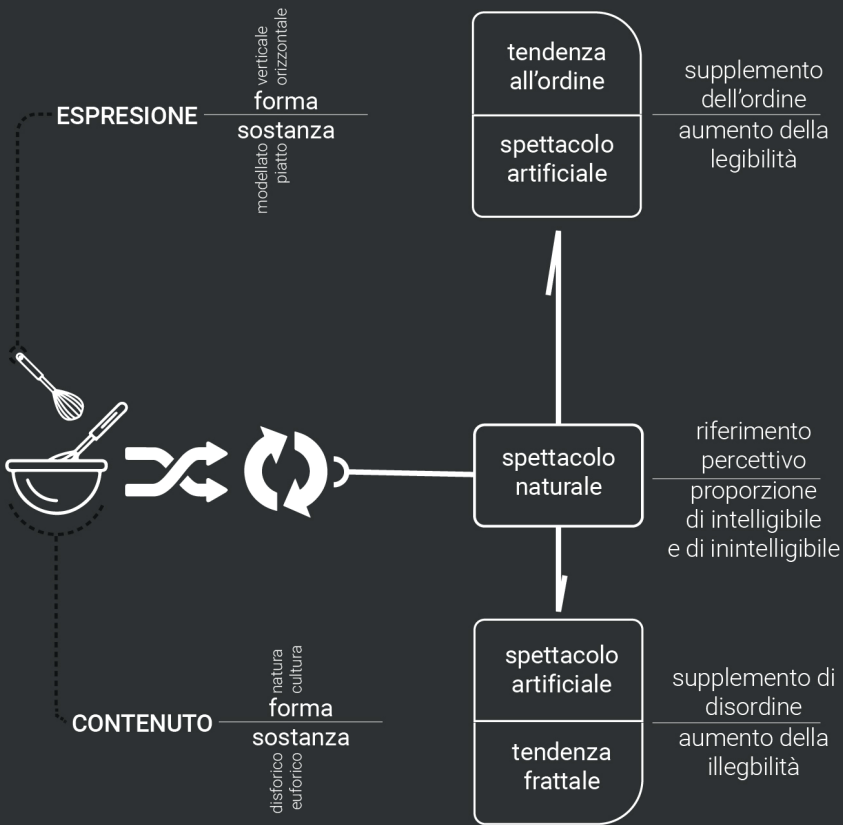 ESPRESIONE
verticale
orizzontale
forma
sostanza
modellato
piatto
tendenza
all'ordine
spettacolo
artificiale
supplemento
dell'ordine
aumento della
legibilità
spettacolo
naturale
riferimento
percettivo
proporzione
di intelligibile
e di inintelligibile
CONTENUTO
natura
cultura
forma
sostanza
disforico
euforico
spettacolo
artificiale
tendenza
frattale
supplemento di
disordine
aumento della
illegbilità